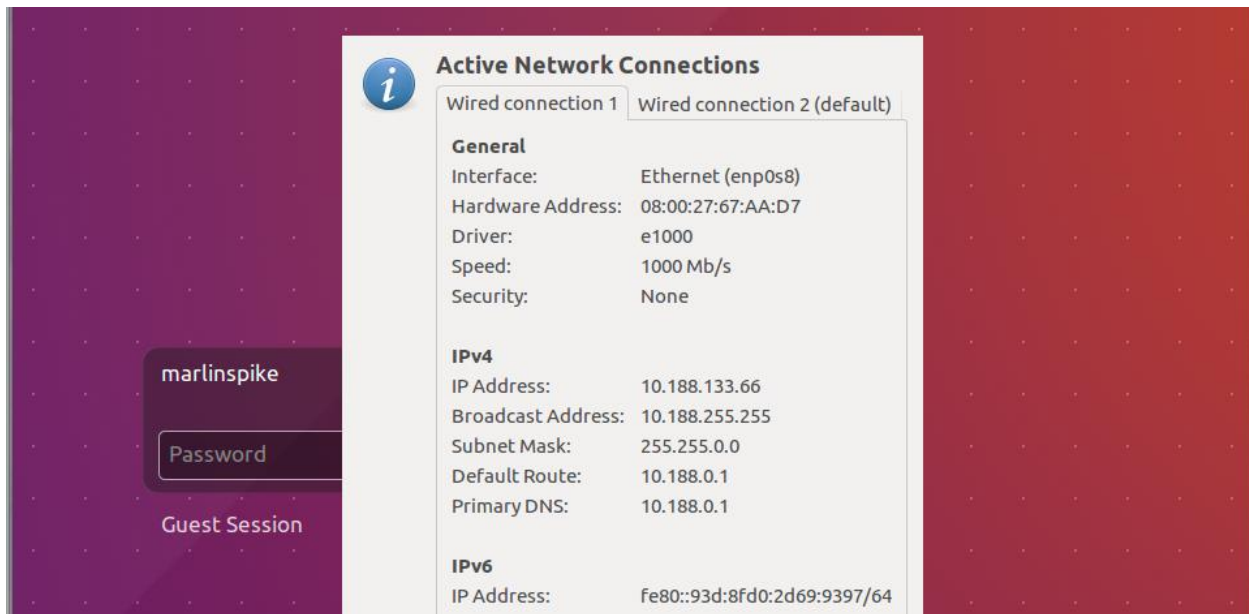 Active Network Connections
Wired connection 1 Wired connection 2 (default)
General
Interface: Ethernet (enp0s8)
Hardware Address: 08:00:27:67:AA:D7
Driver: e1000
Speed: 1000 Mb/s
Security: None
IPv4
IP Address: 10.188.133.66
Broadcast Address: 10.188.255.255
Subnet Mask: 255.255.0.0
Default Route: 10.188.0.1
Primary DNS: 10.188.0.1
IPv6
IP Address: fe80::93d:8fd0:2d69:9397/64
marlinspike
Password
Guest Session